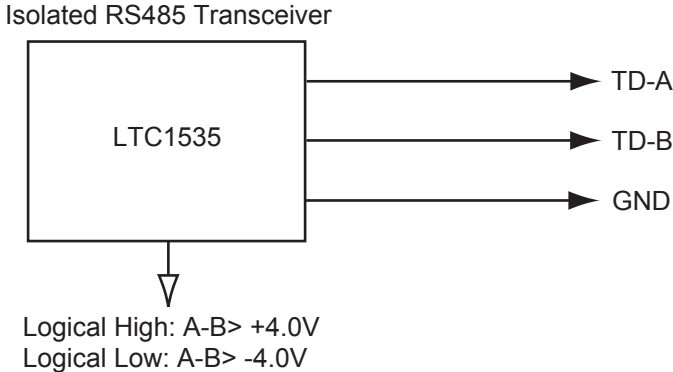 Isolated RS485 Transceiver
LTC1535
TD-A
TD-B
GND
Logical High: A-B> +4.0V
Logical Low: A-B> -4.0V